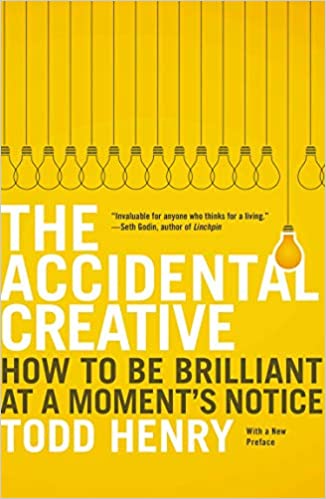 "Invaluable for anyone who thinks for a living."
—Seth Godin, author of Linchpin
THE
ACCIDENTAL
CREATIVE
HOW TO BE BRILLIANT
AT A MOMENT'S NOTICE
TODD HENRY
With a New
Preface